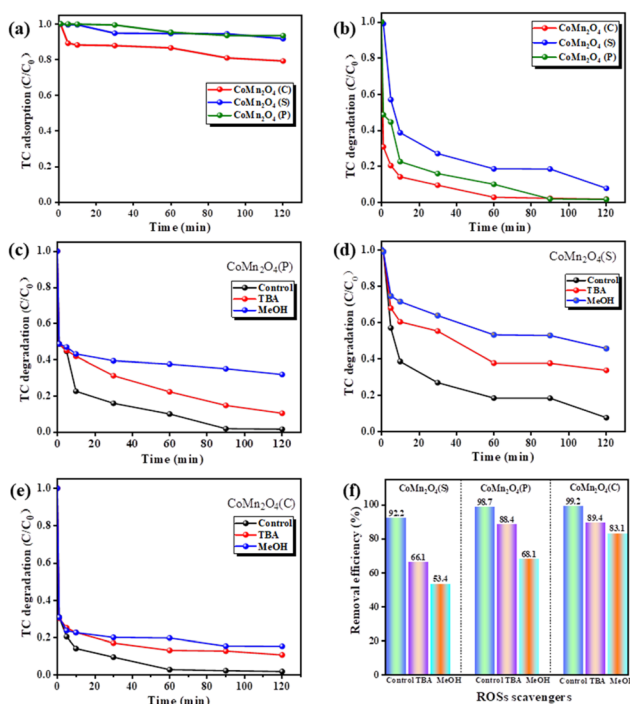 (a)
TC adsorption (C/C0)
1.0
0.8
0.6
0.4
0.2
0.0
CoMn2O4 (C)
CoMn2O4 (S)
CoMn2O4 (P)
0 20 40 60 80 100 120
Time (min)
(b)
TC degradation (C/C0)
1.0
0.8
0.6
0.4
0.2
0.0
CoMn2O4 (C)
CoMn2O4 (S)
CoMn2O4 (P)
0 20 40 60 80 100 120
Time (min)
(c)
CoMn2O4(P)
TC degradation (C/C0)
1.0
0.8
0.6
0.4
0.2
0.0
Control
TBA
MeOH
0 20 40 60 80 100 120
Time (min)
(d)
CoMn2O4(S)
TC degradation (C/C0)
1.0
0.8
0.6
0.4
0.2
0.0
Control
TBA
MeOH
0 20 40 60 80 100 120
Time (min)
(e)
CoMn2O4(C)
TC degradation (C/C0)
1.0
0.8
0.6
0.4
0.2
0.0
Control
TBA
MeOH
0 20 40 60 80 100 120
Time (min)
(f)
CoMn2O4(S) CoMn2O4(P) CoMn2O4(C)
Removal efficiency (%)
100
80
60
40
20
0
92.2 66.1 53.4 98.7 88.4 68.1 99.2 89.4 83.1
Control TBA MeOH Control TBA MeOH Control TBA MeOH
ROSs scavengers